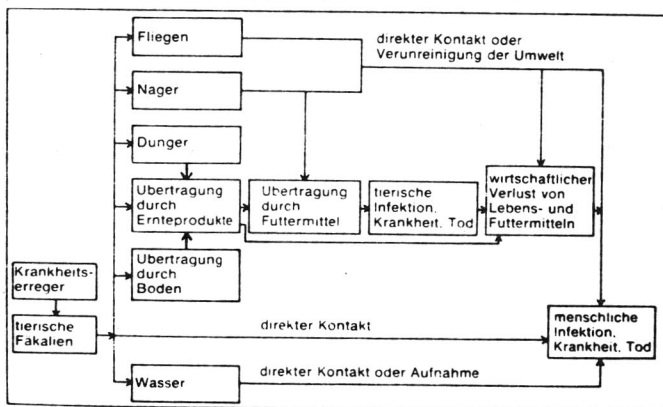 Fliegen
direkter Kontakt oder
Verunreinigung der Umwelt
Nager
Dunger
Ubertragung
durch
Ernteprodukte
Ubertragung
durch
Futtermittel
tierische
Infektion,
Krankheit, Tod
wirtschaftlicher
Verlust von
Lebens- und
Futtermitteln
Ubertragung
durch
Boden
Krankheits-
erreger
tierische
Fakalien
direkter Kontakt
menschliche
Infektion,
Krankheit, Tod
Wasser
direkter Kontakt oder Aufnahme